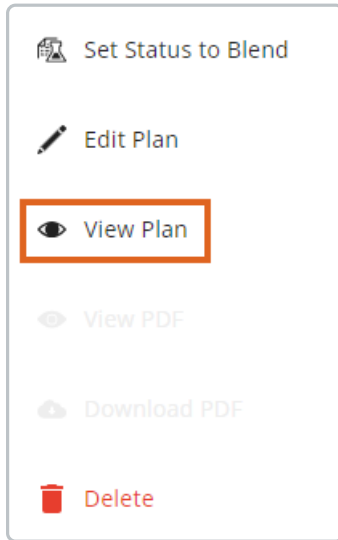 Set Status to Blend
Edit Plan
View Plan
View PDF
Download PDF
Delete